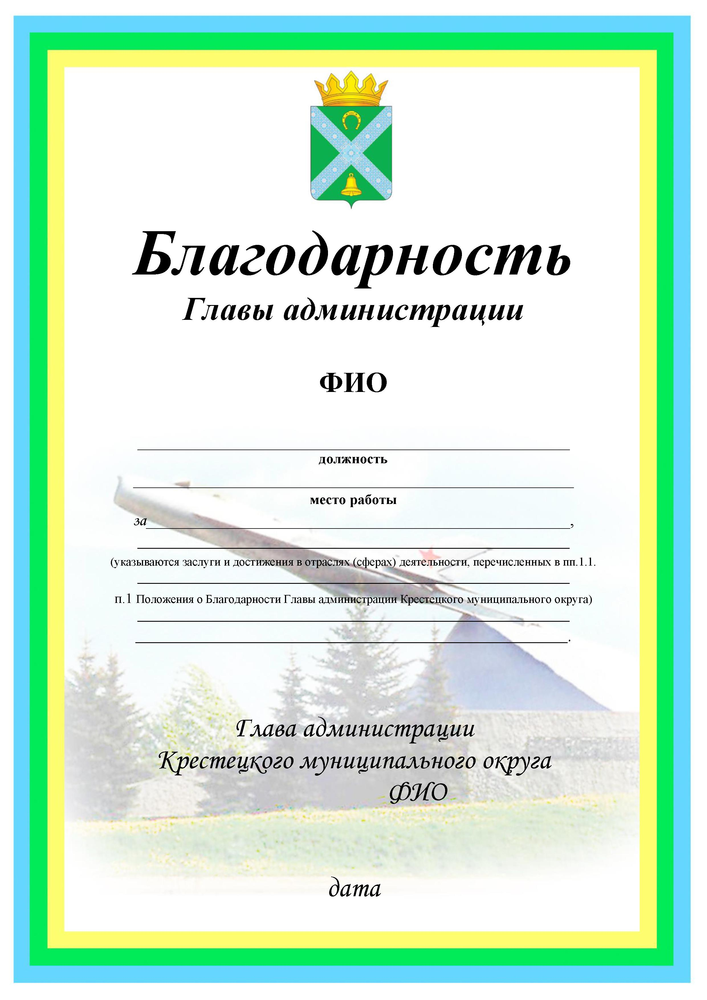 Благодарность
Главы администрации
ФИО
должность
место работы
за,
(указываются заслуги и достижения в отраслях (сферах) деятельности, перечисленных в пп.1.1.
п.1 Положения о Благодарности Главы администрации Крестецкого муниципального округа)
.
Глава администрации
Крестецкого муниципального округа
ФИО
дата